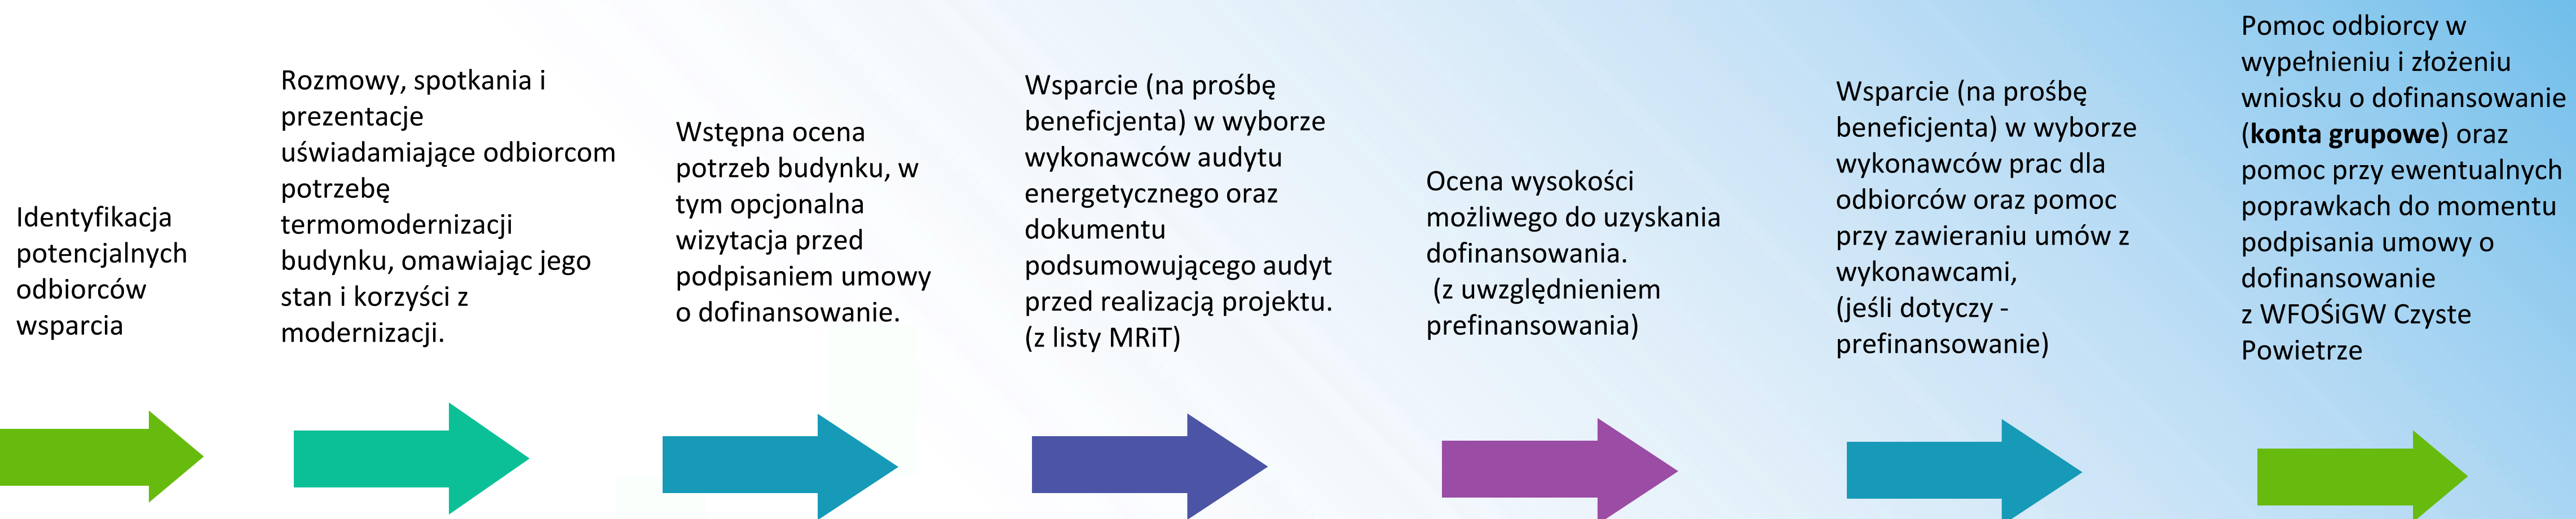 Identyfikacja
potencjalnych
odbiorców
wsparcia
Rozmowy, spotkania i
prezentacje
uświadamiające odbiorcom
potrzebę
termomodernizacji
budynku, omawiając jego
stan i korzyści z
modernizacji.
Wstępna ocena
potrzeb budynku, w
tym opcjonalna
wizytacja przed
podpisaniem umowy
o dofinansowanie.
Wsparcie (na prośbę
beneficjenta) w wyborze
wykonawców audytu
energetycznego oraz
dokumentu
podsumowującego audyt
przed realizacją projektu.
(z listy MRiT)
Ocena wysokości
możliwego do uzyskania
dofinansowania.
(z uwzględnieniem
prefinansowania)
Wsparcie (na prośbę
beneficjenta) w wyborze
wykonawców prac dla
odbiorców oraz pomoc
przy zawieraniu umów z
wykonawcami,
(jeśli dotyczy -
prefinansowanie)
Pomoc odbiorcy w
wypełnieniu i złożeniu
wniosku o dofinansowanie
(konta grupowe) oraz
pomoc przy ewentualnych
poprawkach do momentu
podpisania umowy o
dofinansowanie
z WFOŚiGW Czyste
Powietrze